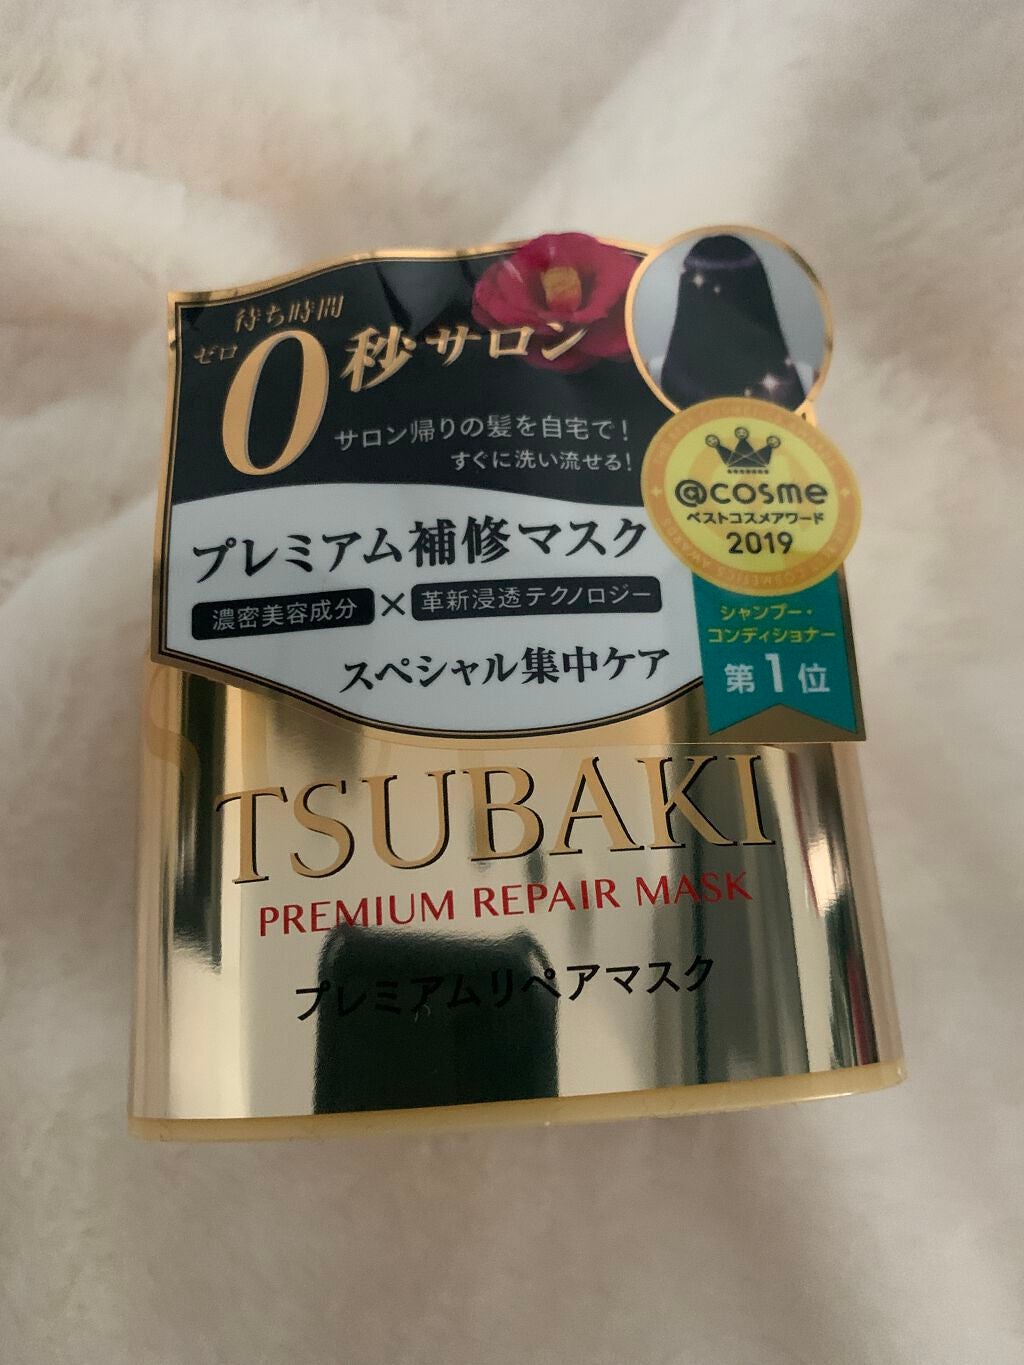 待ち時間
ゼロ
0秒サロン
サロン帰りの髪を自宅で!
すぐに洗い流せる!
プレミアム補修マスク
濃密美容成分×革新浸透テクノロジー
スペシャル集中ケア
@cosme
ベストコスメアワード
2019
シャンプー・
コンディショナー
第1位
TSUBAKI
PREMIUM REPAIR MASK
プレミアムリペアマスク